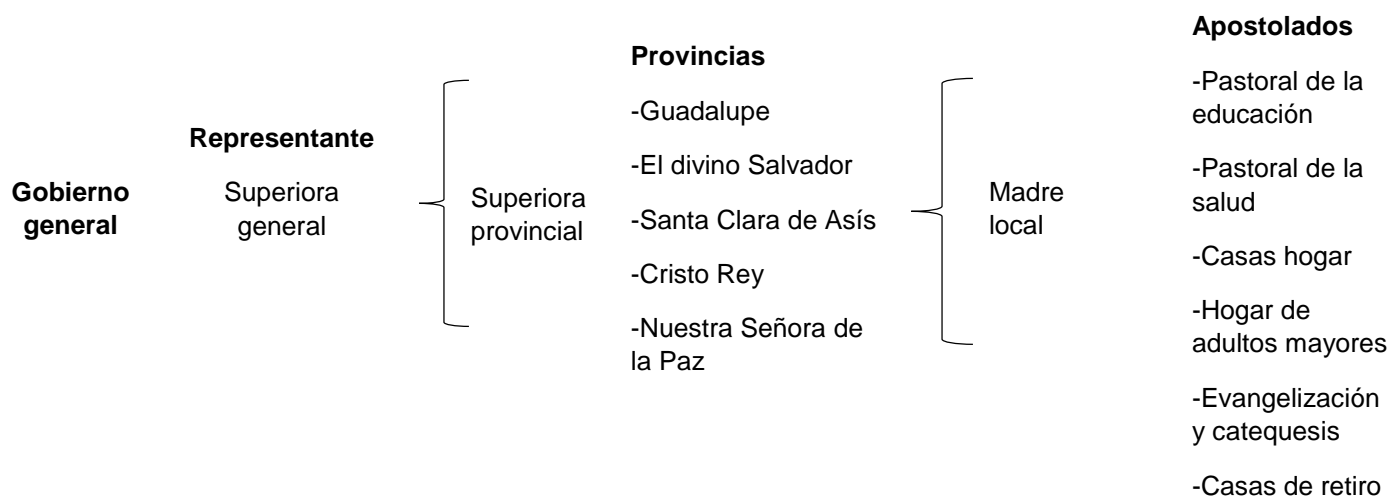 Gobierno
general
Representante
Superiora
general
Superiora
provincial
Provincias
-Guadalupe
-El divino Salvador
-Santa Clara de Asís
-Cristo Rey
-Nuestra Señora de
la Paz
Madre
local
Apostolados
-Pastoral de la
educación
-Pastoral de la
salud
-Casas hogar
-Hogar de
adultos mayores
-Evangelización
y catequesis
-Casas de retiro